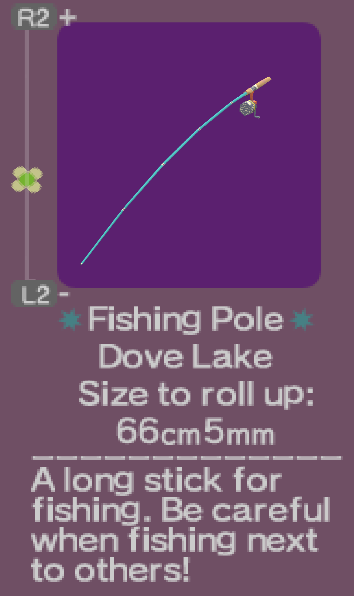 R2 +
L2 -
Fishing Pole
Dove Lake
Size to roll up:
66cm5mm
A long stick for
fishing. Be careful
when fishing next
to others!